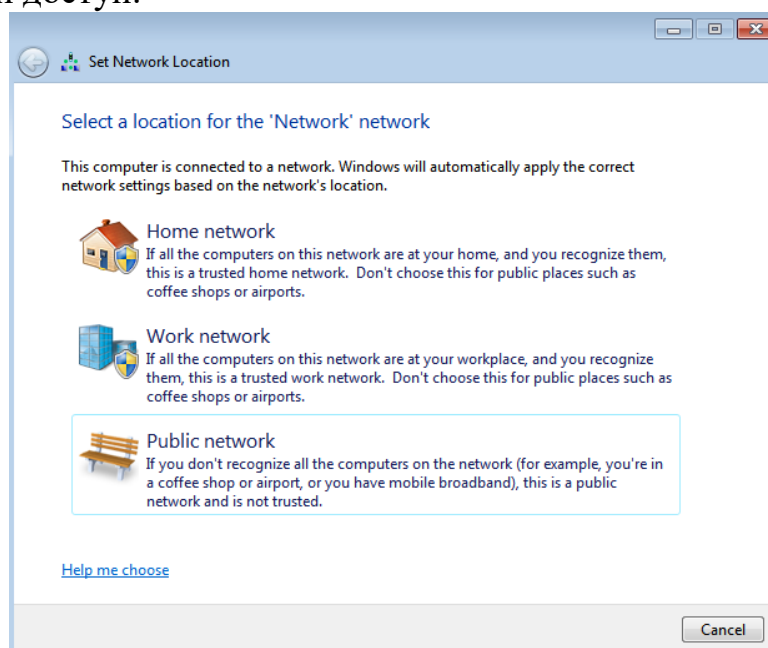 доступ.
Set Network Location
Select a location for the 'Network' network
This computer is connected to a network. Windows will automatically apply the correct
network settings based on the network's location.
Home network
If all the computers on this network are at your home, and you recognize them,
this is a trusted home network. Don't choose this for public places such as
coffee shops or airports.
Work network
If all the computers on this network are at your workplace, and you recognize
them, this is a trusted work network. Don't choose this for public places such as
coffee shops or airports.
Public network
If you don't recognize all the computers on the network (for example, you're in
a coffee shop or airport, or you have mobile broadband), this is a public
network and is not trusted.
Help me choose
Cancel